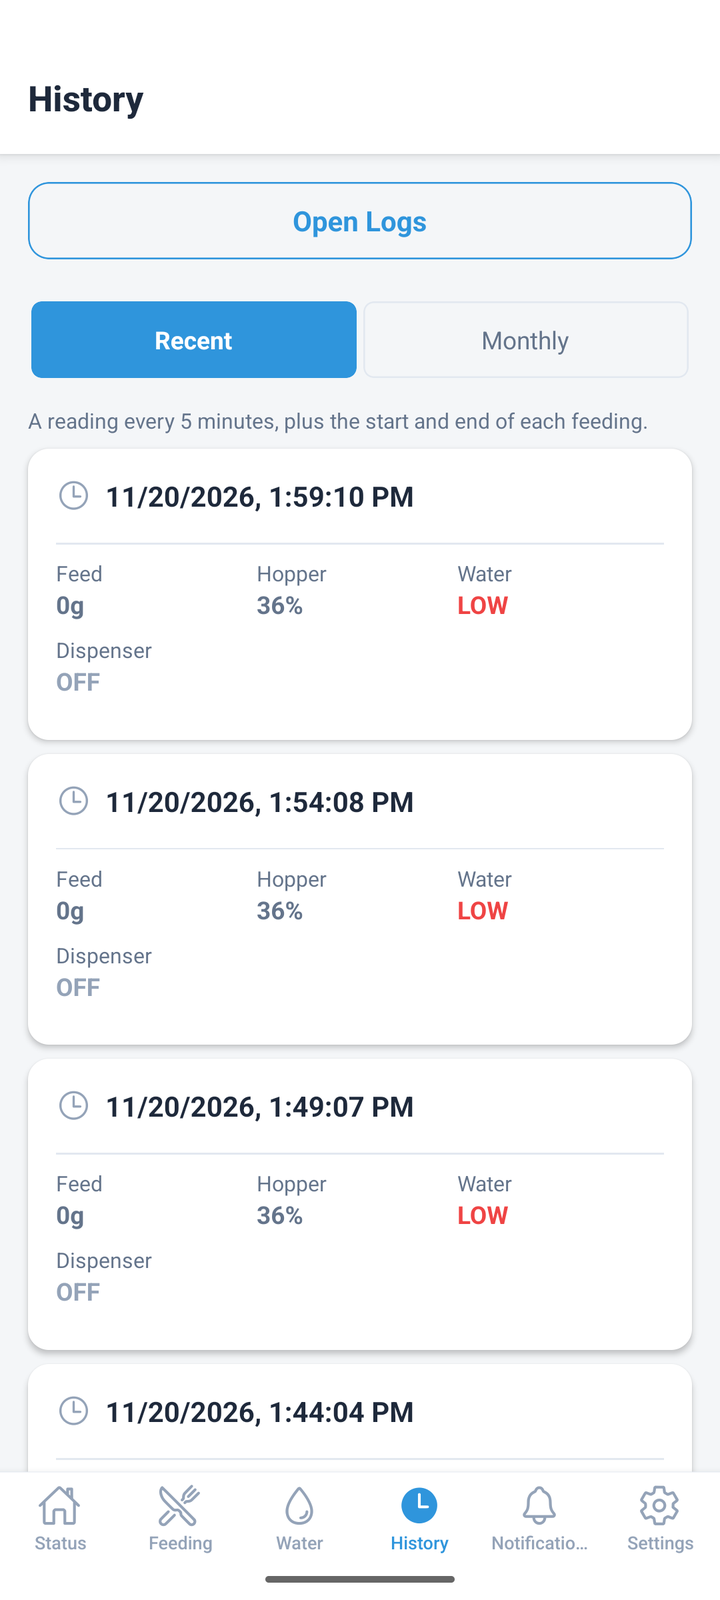 History
Open Logs
Recent
Monthly
A reading every 5 minutes, plus the start and end of each feeding.
11/20/2026, 1:59:10 PM
Feed
Hopper
Water
0g
36%
LOW
Dispenser
OFF
11/20/2026, 1:54:08 PM
Feed
Hopper
Water
0g
36%
LOW
Dispenser
OFF
11/20/2026, 1:49:07 PM
Feed
Hopper
Water
0g
36%
LOW
Dispenser
OFF
11/20/2026, 1:44:04 PM
Status
Feeding
Water
History
Notificatio...
Settings